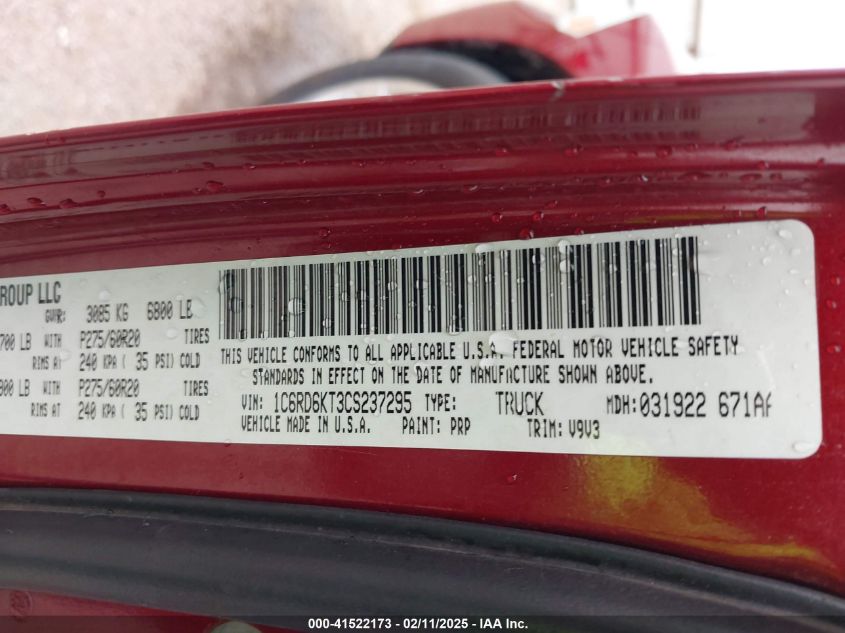 ROUP LLC
GVWR: 3085 KG 6800 LB
700 LB WITH P275/60R20 TIRES
RIMS AT 240 KPA ( 35 PSI) COLD
900 LB WITH P275/60R20 TIRES
RIMS AT 240 KPA ( 35 PSI) COLD
THIS VEHICLE CONFORMS TO ALL APPLICABLE U.S.A. FEDERAL MOTOR VEHICLE SAFETY
STANDARDS IN EFFECT ON THE DATE OF MANUFACTURE SHOWN ABOVE.
VIN: 1C6RD6KT3CS237295 TYPE: TRUCK MDH: 031922 671AA
VEHICLE MADE IN U.S.A. PAINT: PRP TRIM: V9V3
000-41522173 - 02/11/2025 - IAA Inc.